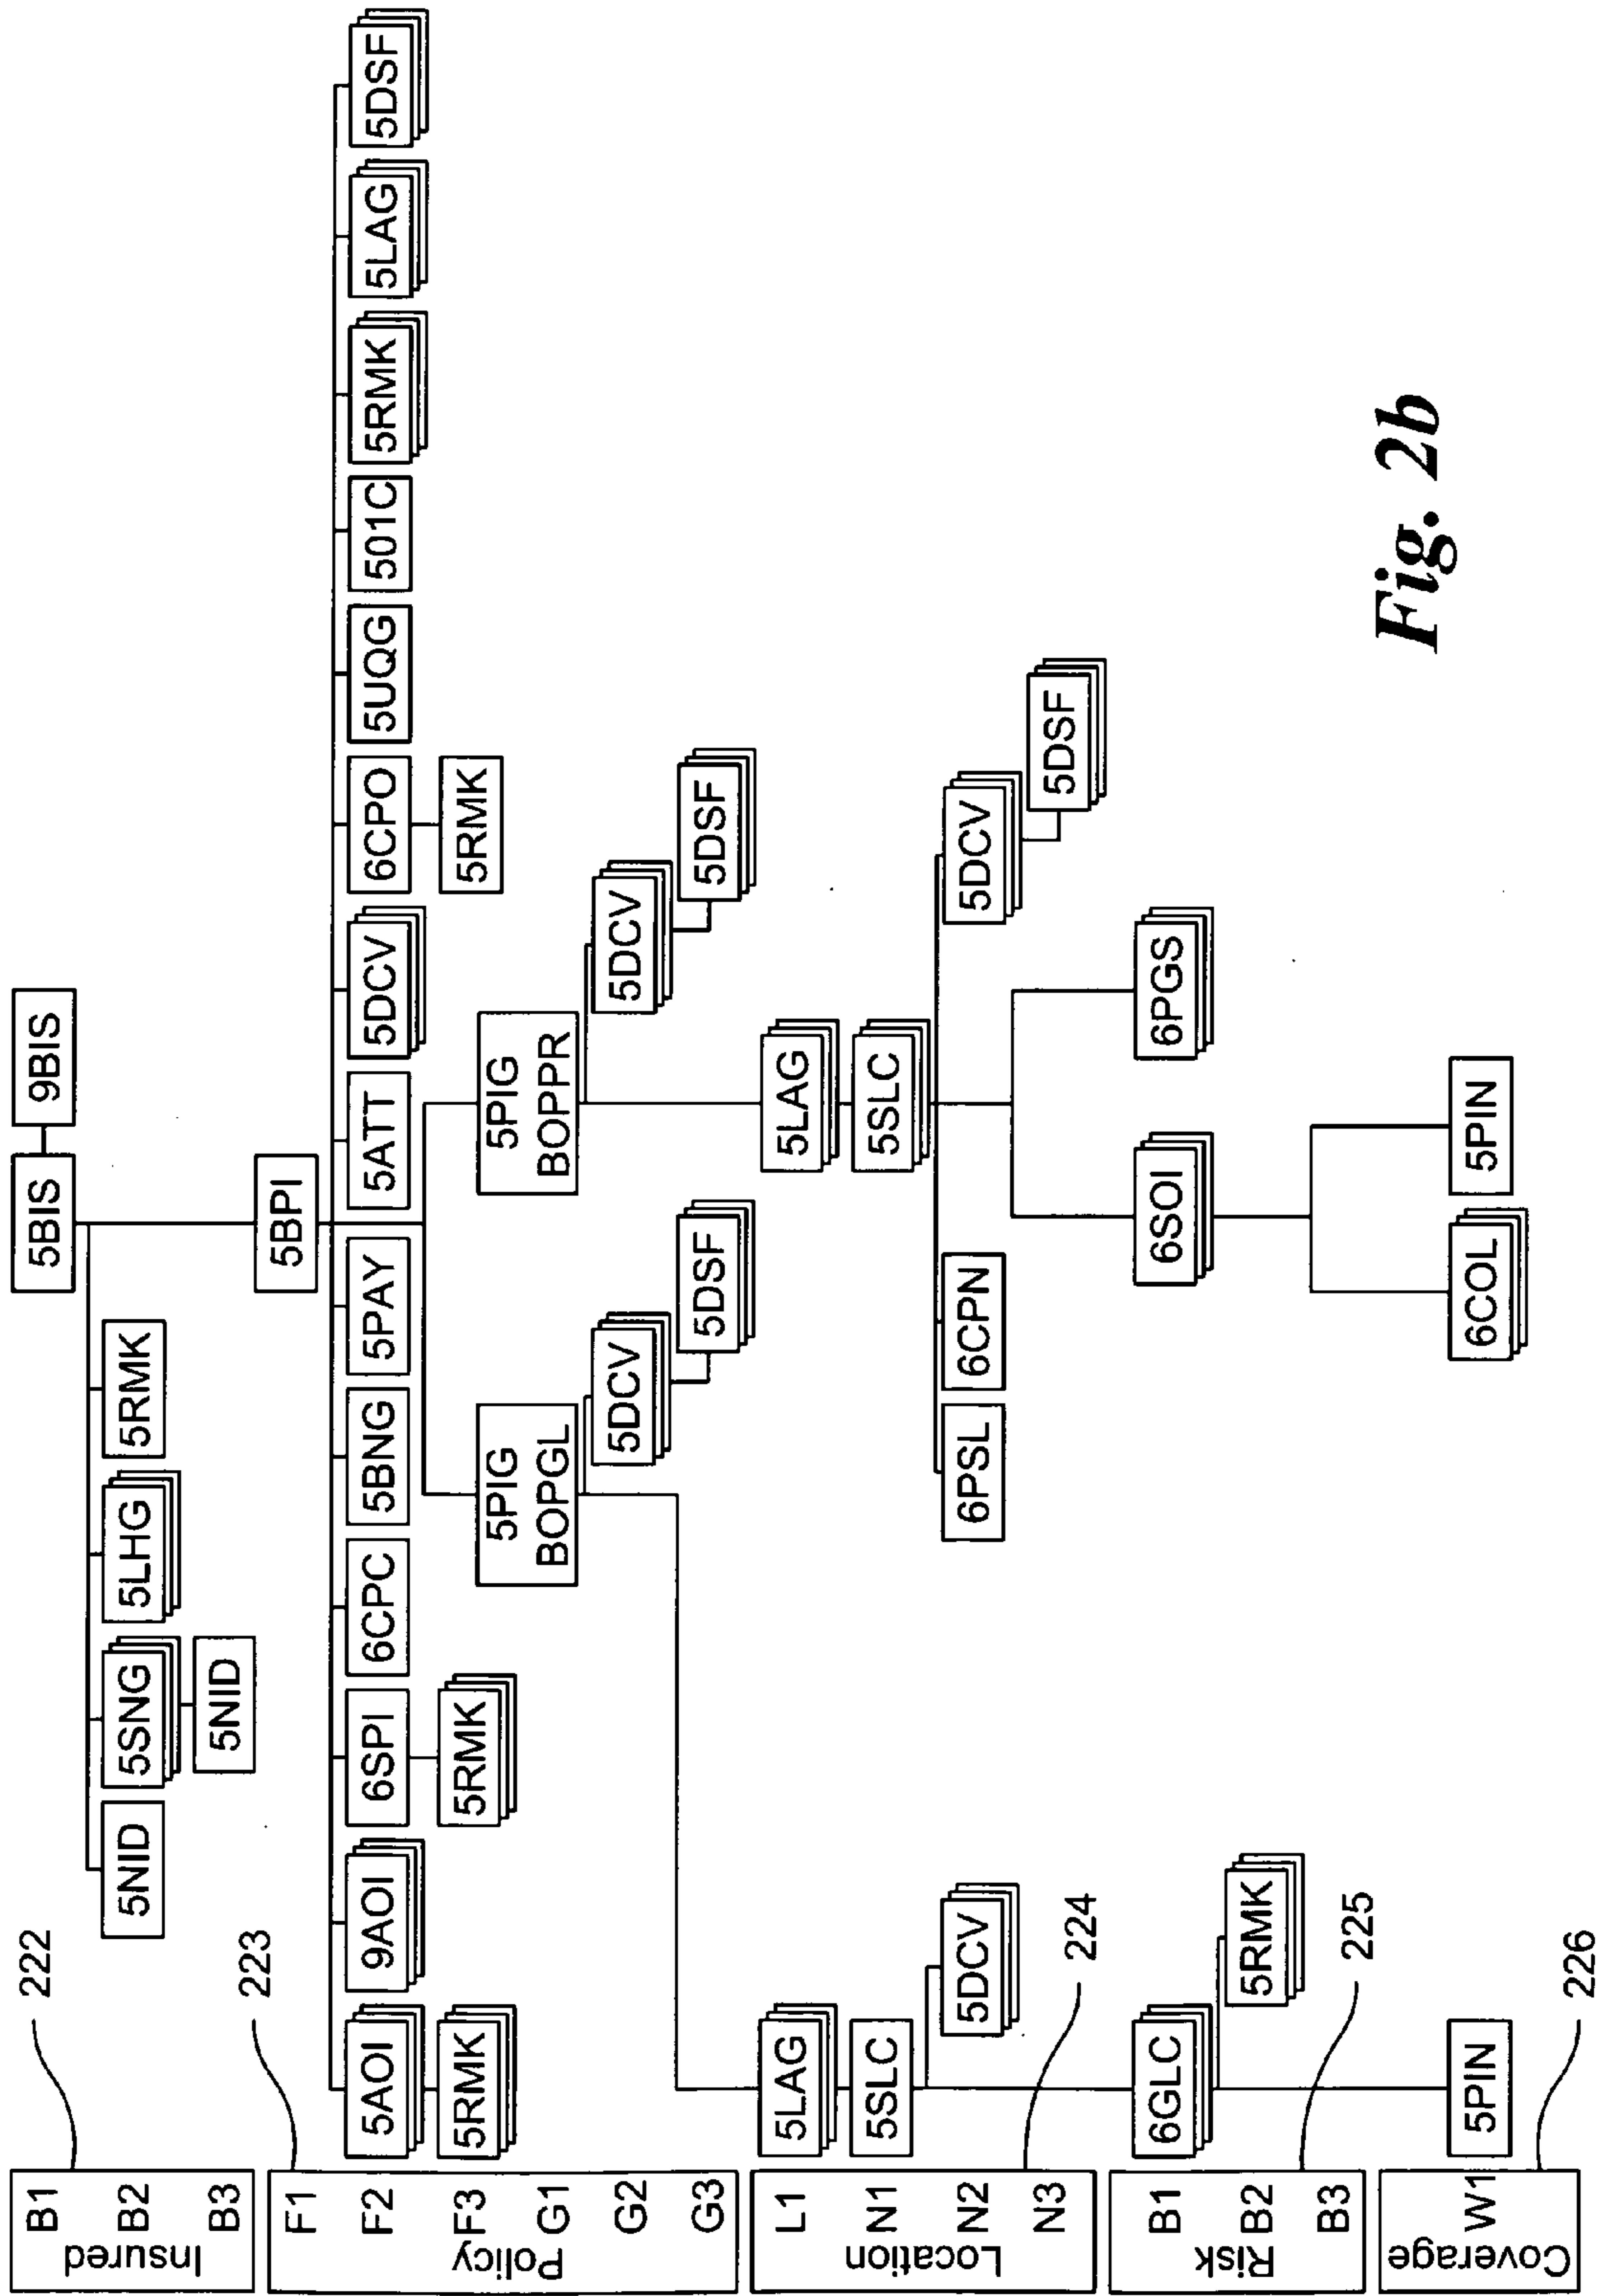 Insured
B1 222 5BIS 9BIS
B2 5NID 5SNG 5LHG 5RMK
B3 5NID
Policy
F1 223 5BPI
F2 5AOI 9AOI 6SPI 6CPC 5BNG 5PAY 5ATT 5DCV 6CPO 5UQG 501C 5RMK 5LAG 5DSF
F3 5RMK 5RMK 5RMK
G1 5PIG 5PIG
BOPGL BOPPR
G2 5DCV 5DCV
G3 5DSF 5DSF
Location
L1 5LAG 5LAG
N1 5SLC 5SLC
N2 5DCV 6PSL 6CPN 5DCV
N3 224 5DSF
Risk
B1 6GLC 6SOI 6PGS
B2 5RMK
B3 225
Coverage
W1 5PIN 6COL 5PIN
226
Fig. 2b